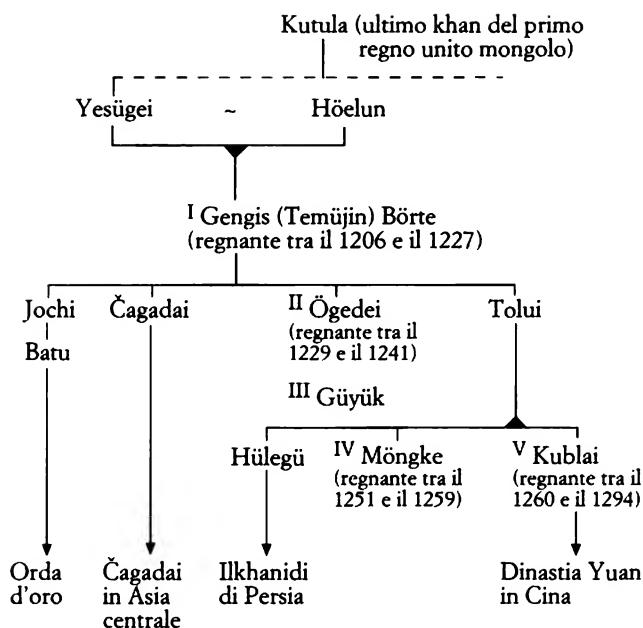 Kutula (ultimo khan del primo
regno unito mongolo)
Yesügei ~ Höelun
I Gengis (Temüjin) Börte
(regnante tra il 1206 e il 1227)
Jochi
Batu
Čagadai
II Ögedei
(regnante tra il
1229 e il 1241)
Tolui
III Güyük
Hülegü
IV Möngke
(regnante tra il
1251 e il 1259)
V Kublai
(regnante tra il
1260 e il 1294)
Orda
d'oro
Čagadai
in Asia
centrale
Ilkhanidi
di Persia
Dinastia Yuan
in Cina